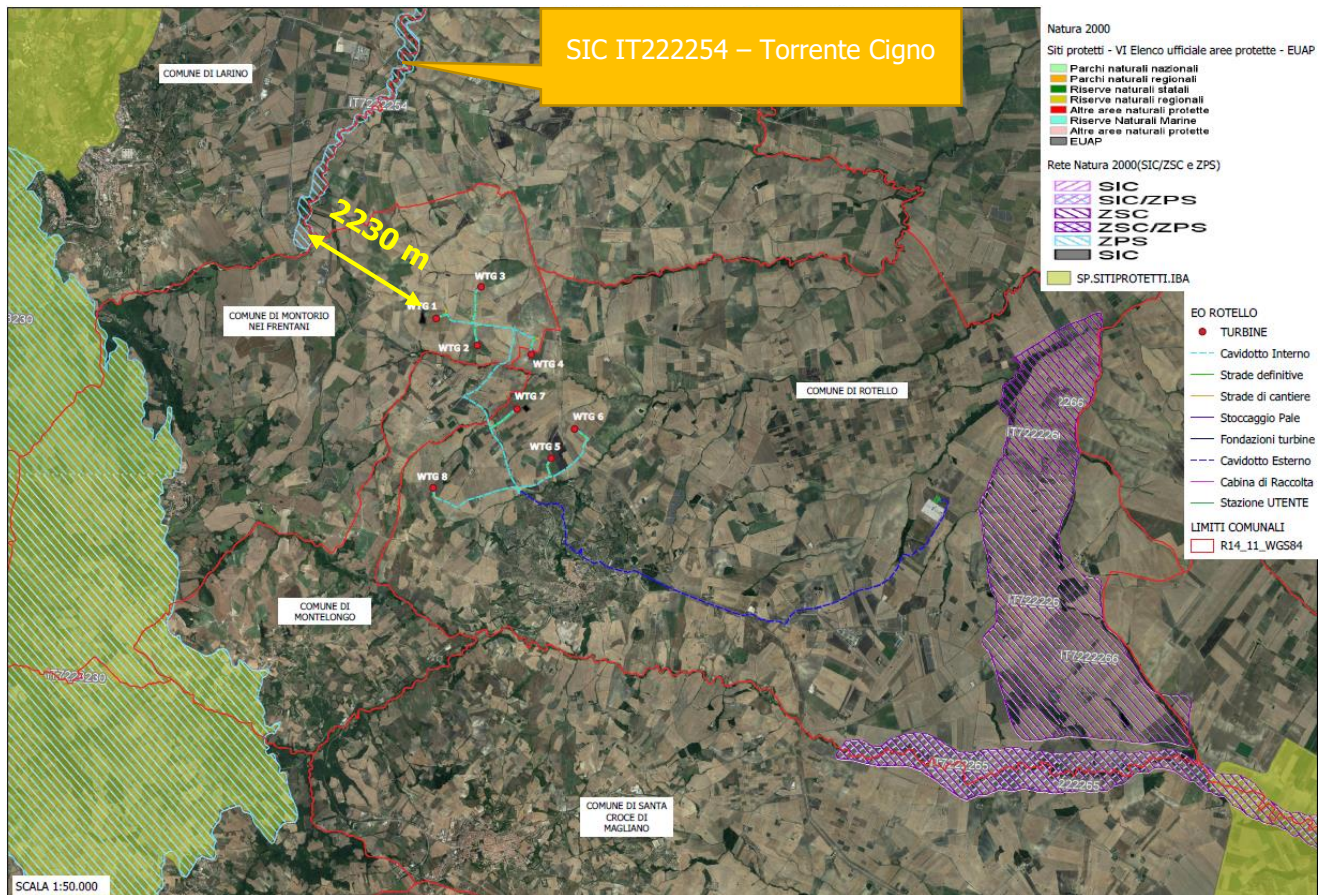 SIC IT222254 – Torrente Cigno
COMUNE DI LARINO
IT7222254
2230 m
WTG 3
WTG 1
COMUNE DI MONTORIO
NEI FRENTANI
WTG 2
WTG 4
COMUNE DI ROTELLO
WTG 7
WTG 6
WTG 5
WTG 8
3230
2266
IT722226
IT722226
IT7222266
COMUNE DI
MONTELONGO
IT7223230
IT7222265
222265
COMUNE DI SANTA
CROCE DI
MAGLIANO
SCALA 1:50.000
Natura 2000
Siti protetti - VI Elenco ufficiale aree protette - EUAP
Parchi naturali nazionali
Parchi naturali regionali
Riserve naturali statali
Riserve naturali regionali
Altre aree naturali protette
Riserve Naturali Marine
Altre aree naturali protette
EUAP
Rete Natura 2000(SIC/ZSC e ZPS)
SIC
SIC/ZPS
ZSC
ZSC/ZPS
ZPS
SIC
SP.SITIPROTETTI.IBA
EO ROTELLO
TURBINE
Cavidotto Interno
Strade definitive
Strade di cantiere
Stoccaggio Pale
Fondazioni turbine
Cavidotto Esterno
Cabina di Raccolta
Stazione UTENTE
LIMITI COMUNALI
R14_11_WGS84